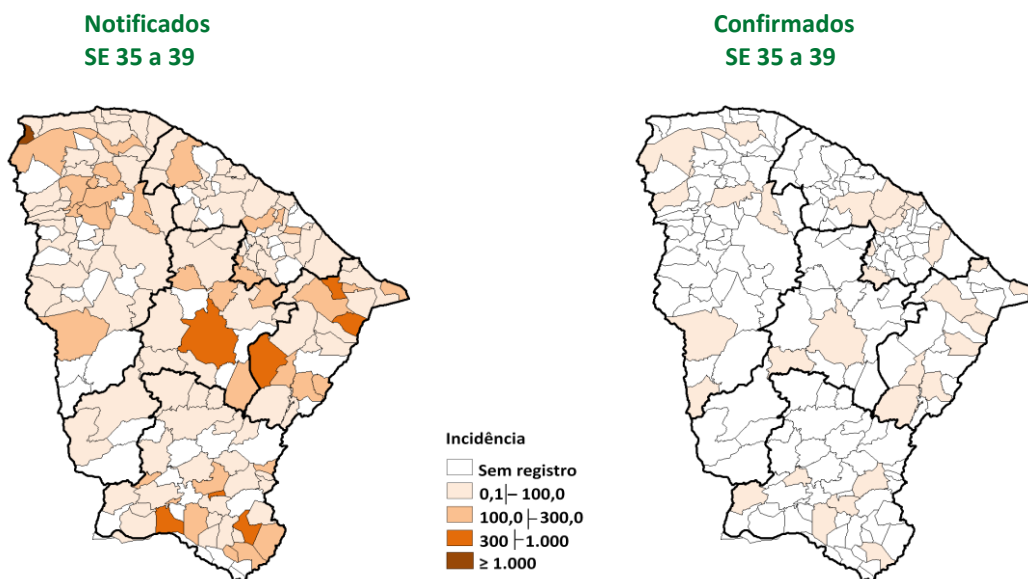 Notificados
SE 35 a 39
Confirmados
SE 35 a 39
Incidência
Sem registro
0,1├ 100,0
100,0 ├ 300,0
300 ├ 1.000
≥ 1.000